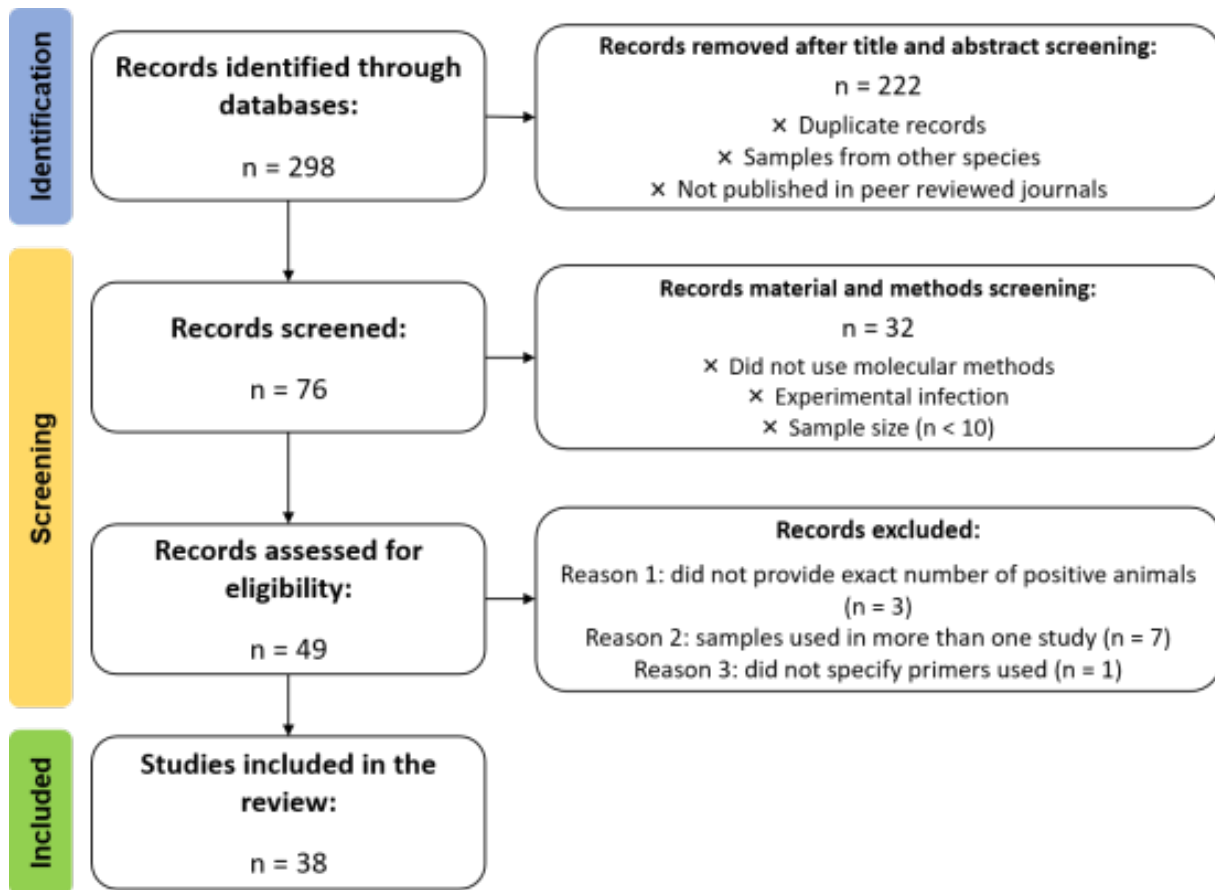 Identification
Records identified through
databases:
n = 298
Records removed after title and abstract screening:
n = 222
× Duplicate records
× Samples from other species
× Not published in peer reviewed journals
Screening
Records screened:
n = 76
Records material and methods screening:
n = 32
× Did not use molecular methods
× Experimental infection
× Sample size (n < 10)
Records assessed for
eligibility:
n = 49
Records excluded:
Reason 1: did not provide exact number of positive animals
(n = 3)
Reason 2: samples used in more than one study (n = 7)
Reason 3: did not specify primers used (n = 1)
Included
Studies included in the
review:
n = 38